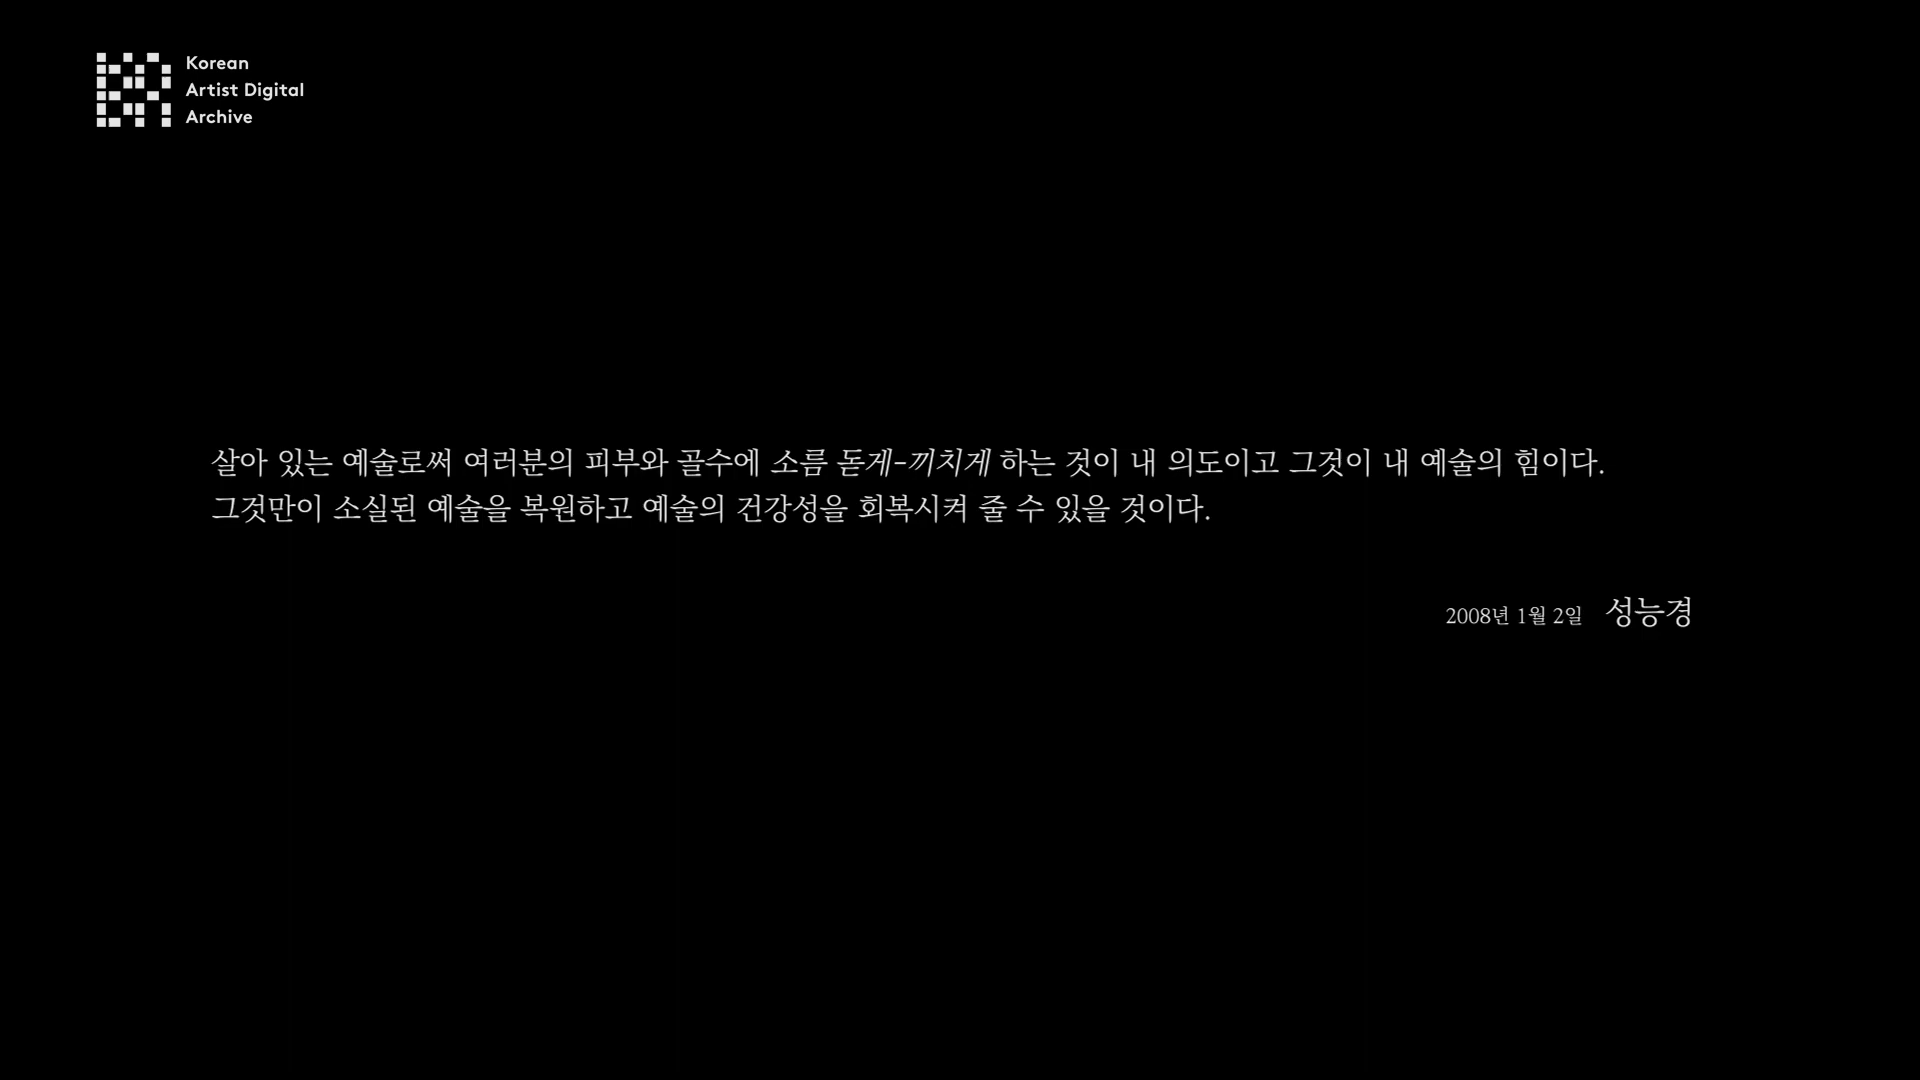 Korean
Artist Digital
Archive
살아 있는 예술로써 여러분의 피부와 골수에 소름 돋게-끼치게 하는 것이 내 의도이고 그것이 내 예술의 힘이다.
그것만이 소실된 예술을 복원하고 예술의 건강성을 회복시켜 줄 수 있을 것이다.
2008년 1월 2일 성능경